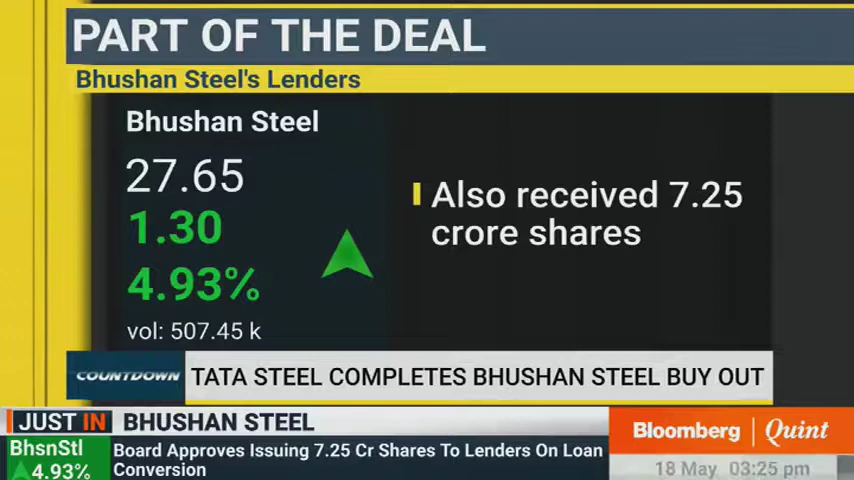 PART OF THE DEAL
Bhushan Steel's Lenders
Bhushan Steel
27.65
1.30
4.93%
vol: 507.45 k
Also received 7.25
crore shares
COUNTDOWN
TATA STEEL COMPLETES BHUSHAN STEEL BUY OUT
JUST IN
BHUSHAN STEEL
BhsnStl
4.93%
Board Approves Issuing 7.25 Cr Shares To Lenders On Loan
Conversion
Bloomberg | Quint
18 May 03:25 pm